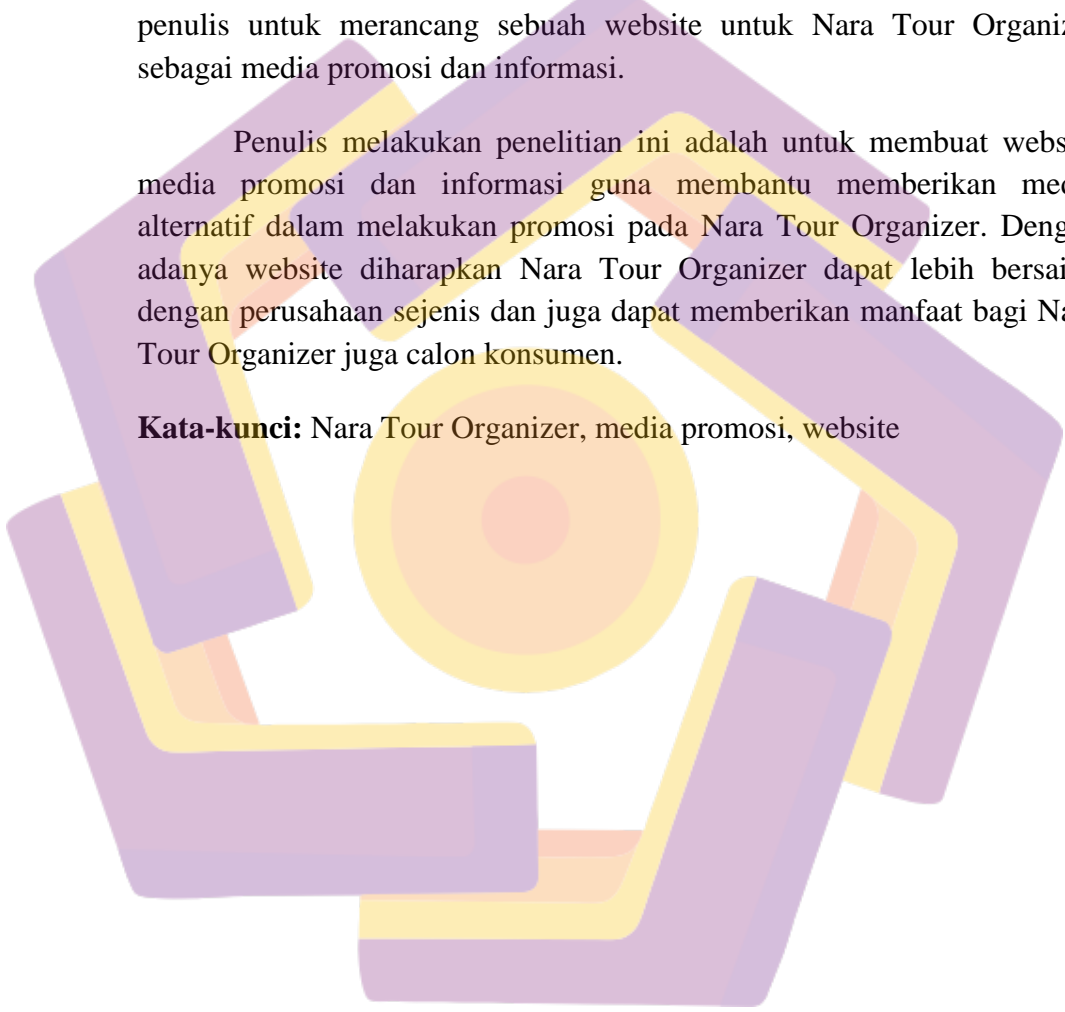 penulis untuk merancang sebuah website untuk Nara Tour Organiz
sebagai media promosi dan informasi.
Penulis melakukan penelitian ini adalah untuk membuat webs
media promosi dan informasi guna membantu memberikan med
alternatif dalam melakukan promosi pada Nara Tour Organizer. Deng
adanya website diharapkan Nara Tour Organizer dapat lebih bersai
dengan perusahaan sejenis dan juga dapat memberikan manfaat bagi Na
Tour Organizer juga calon konsumen.
Kata-kunci: Nara Tour Organizer, media promosi, website